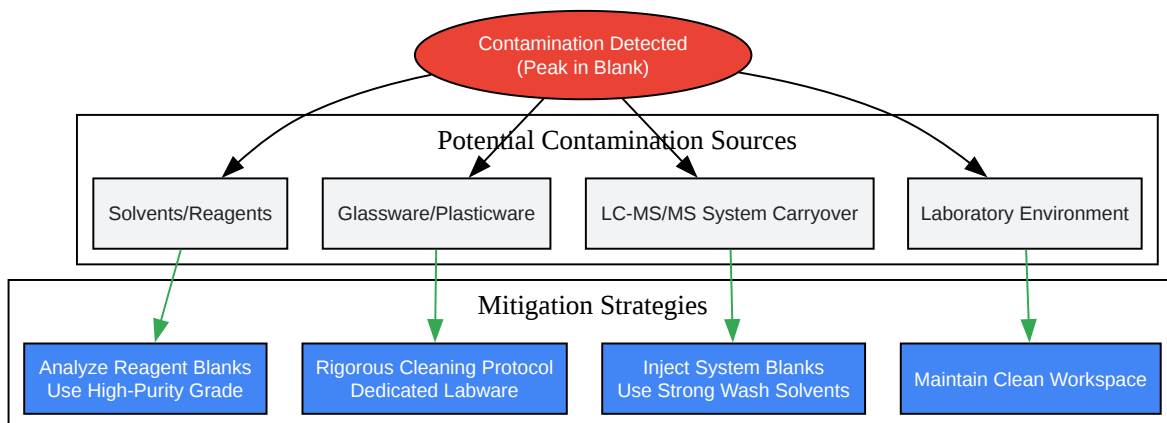 Contamination Detected
(Peak in Blank)
Potential Contamination Sources
Solvents/Reagents
Glassware/Plasticware
LC-MS/MS System Carryover
Laboratory Environment
Mitigation Strategies
Analyze Reagent Blanks
Use High-Purity Grade
Rigorous Cleaning Protocol
Dedicated Labware
Inject System Blanks
Use Strong Wash Solvents
Maintain Clean Workspace